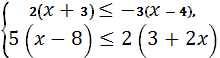 2(x + 3) ≤ −3(x − 4),
5(x − 8) ≤ 2(3 + 2x)